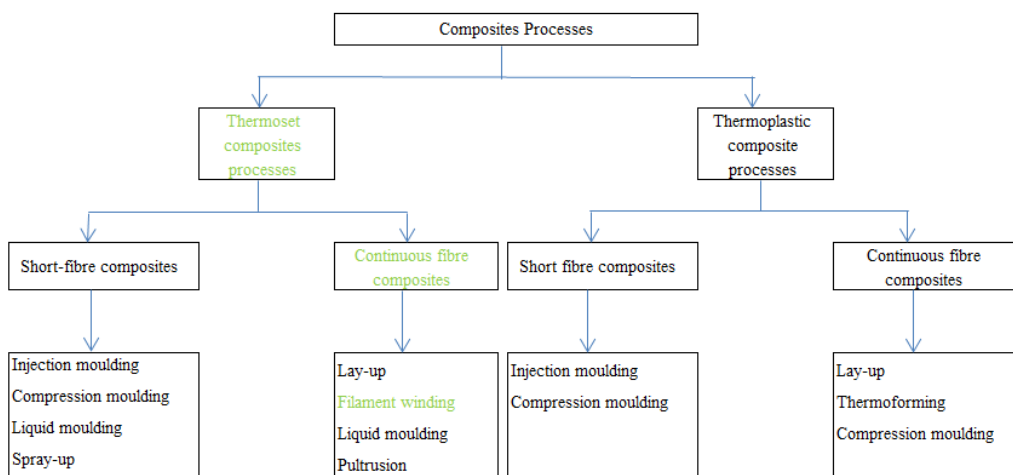 Composites Processes
Thermoset
composites
processes
Thermoplastic
composite
processes
Short-fibre composites
Continuous fibre
composites
Short fibre composites
Continuous fibre
composites
Injection moulding
Compression moulding
Liquid moulding
Spray-up
Lay-up
Filament winding
Liquid moulding
Pultrusion
Injection moulding
Compression moulding
Lay-up
Thermoforming
Compression moulding